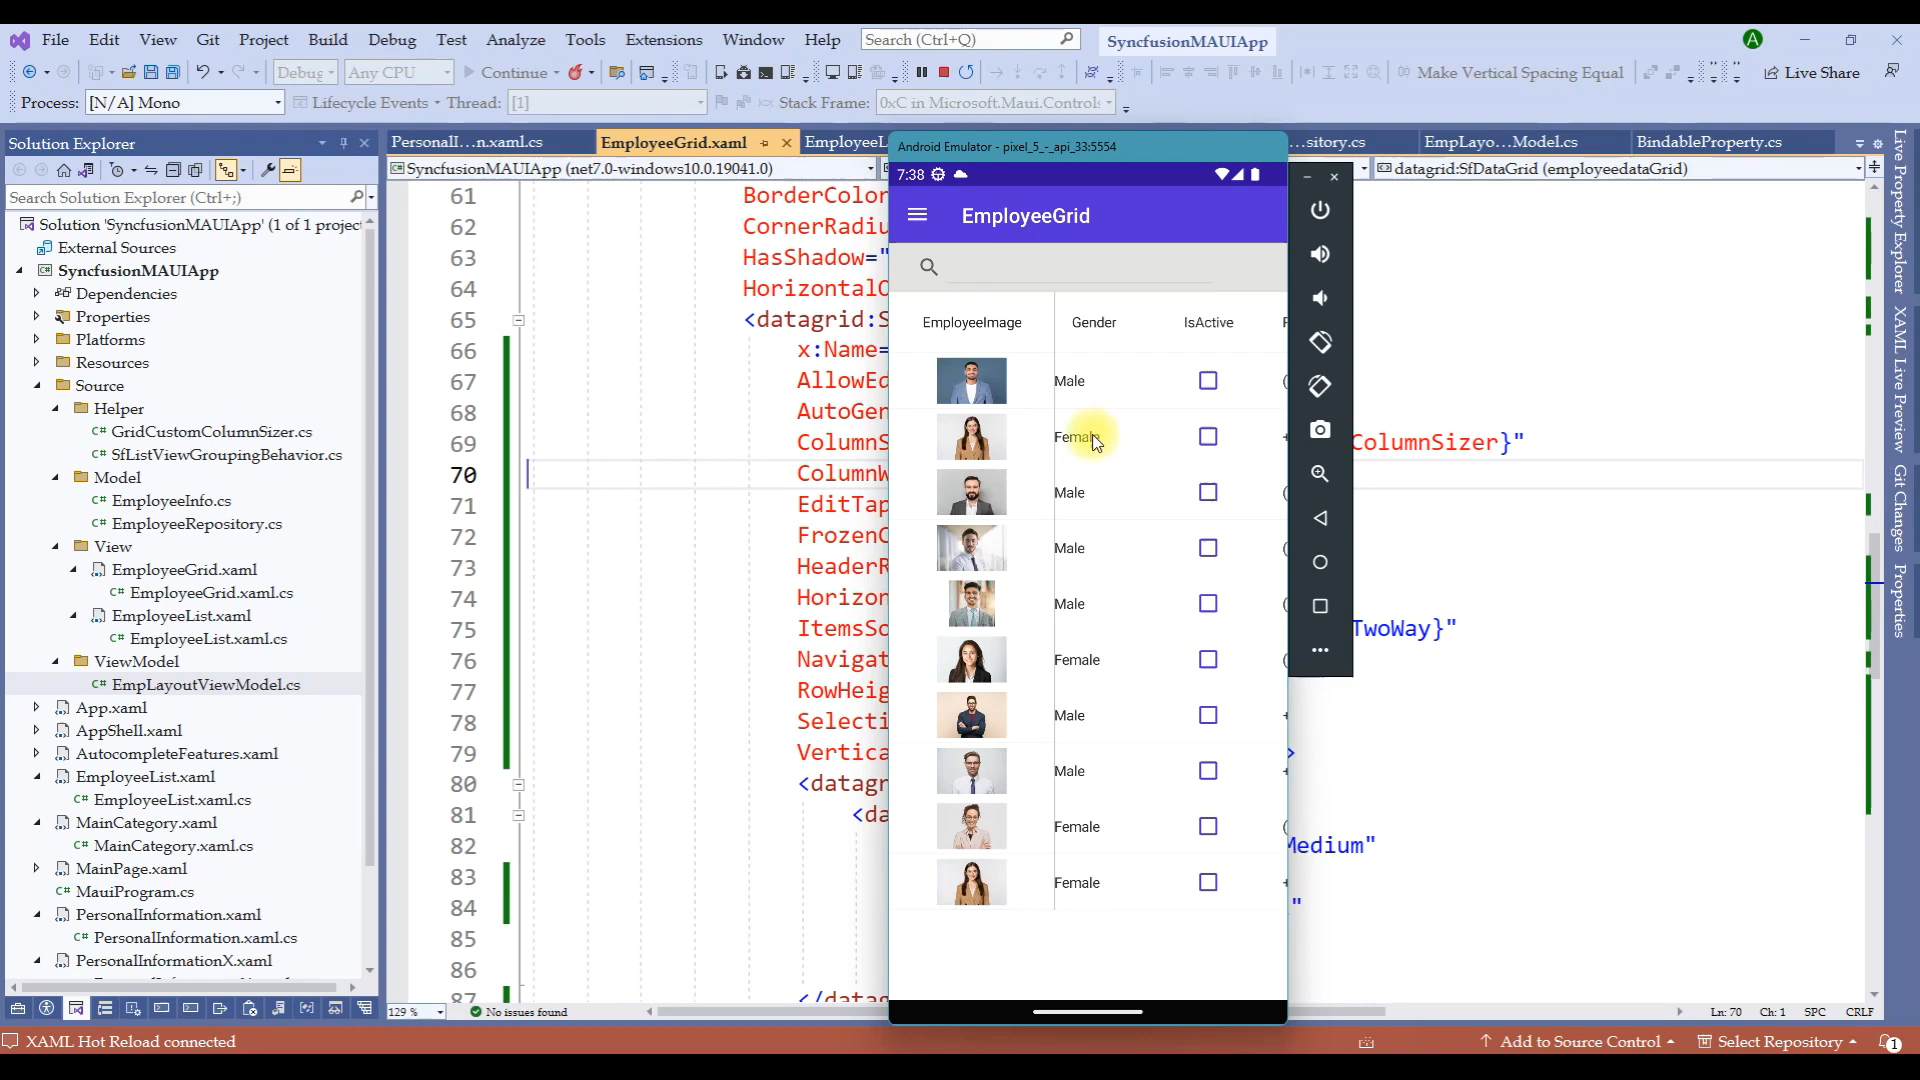 File Edit View Git Project Build Debug Test Analyze Tools Extensions Window Help Search (Ctrl+Q) SyncfusionMAUIApp A
Debug Any CPU Continue Make Vertical Spacing Equal Live Share
Process: [N/A] Mono Lifecycle Events Thread: [1] Stack Frame: 0xC in Microsoft.Maui.Controls
Solution Explorer
Search Solution Explorer (Ctrl+;)
Solution 'SyncfusionMAUIApp' (1 of 1 project
External Sources
SyncfusionMAUIApp
Dependencies
Properties
Platforms
Resources
Source
Helper
C# GridCustomColumnSizer.cs
C# SfListViewGroupingBehavior.cs
Model
C# EmployeeInfo.cs
C# EmployeeRepository.cs
View
EmployeeGrid.xaml
C# EmployeeGrid.xaml.cs
EmployeeList.xaml
C# EmployeeList.xaml.cs
ViewModel
C# EmpLayoutViewModel.cs
App.xaml
AppShell.xaml
AutocompleteFeatures.xaml
EmployeeList.xaml
C# EmployeeList.xaml.cs
MainCategory.xaml
C# MainCategory.xaml.cs
MainPage.xaml
C# MauiProgram.cs
PersonalInformation.xaml
C# PersonalInformation.xaml.cs
PersonalInformationX.xaml
PersonalI...n.xaml.cs EmployeeGrid.xaml EmployeeL ...sitory.cs EmpLa...Model.cs BindableProperty.cs
SyncfusionMAUIApp (net7.0-windows10.0.19041.0) datagrid:SfDataGrid (employeedataGrid)
61 BorderColor
62 CornerRadiu
63 HasShadow="
64 HorizontalO
65 <datagrid:S
66 x:Name=
67 AllowEd
68 AutoGen
69 ColumnS ColumnSizer}"
70 ColumnW
71 EditTap
72 FrozenC
73 HeaderR
74 Horizon
75 ItemsSo TwoWay}"
76 Navigat
77 RowHeig
78 Selecti
79 Vertica >
80 <datagr
81 <da
82 Medium"
83
84 "
85
86
87 </datag
129 % No issues found Ln: 70 Ch: 1 SPC CRLF
Android Emulator - pixel_5_-_api_33:5554
7:38
EmployeeGrid
EmployeeImage Gender IsActive
Male (
Female +
Male (
Male (
Male (
Female (
Male +
Male +
Female (
Female +
Live Property Explorer
XAML Live Preview
Git Changes
Properties
XAML Hot Reload connected Add to Source Control Select Repository 1